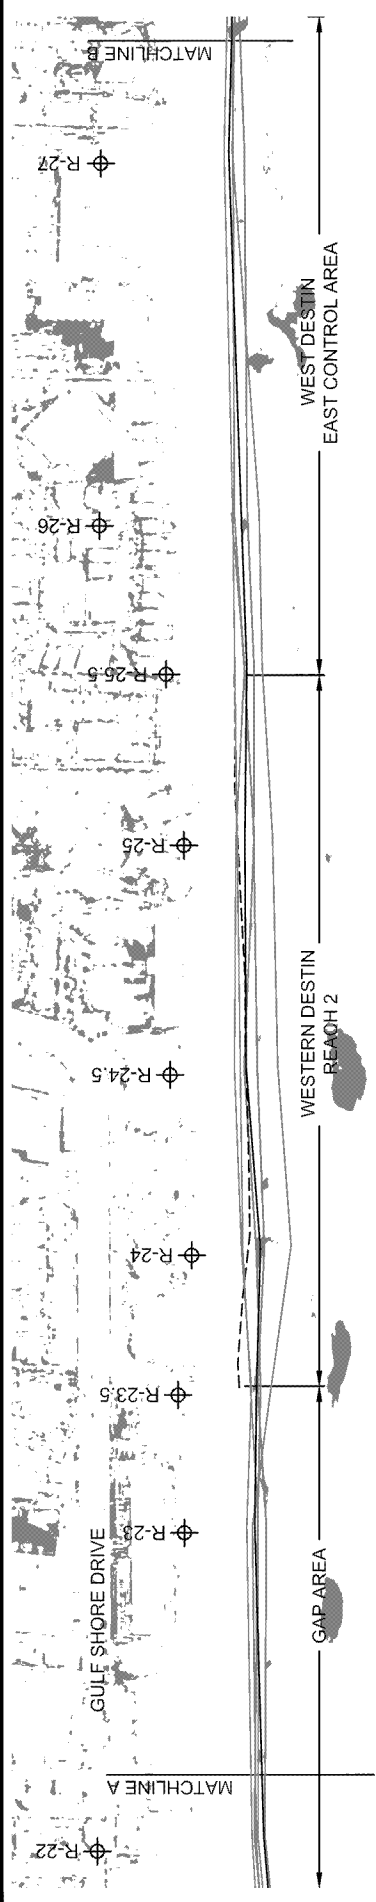 MATCHLINE B
R-27
WEST DESTIN
EAST CONTROL AREA
R-26
R-25.5
R-25
WESTERN DESTIN
REACH 2
R-24.5
R-24
R-23.5
R-23
GULF SHORE DRIVE
GAP AREA
MATCHLINE A
R-22